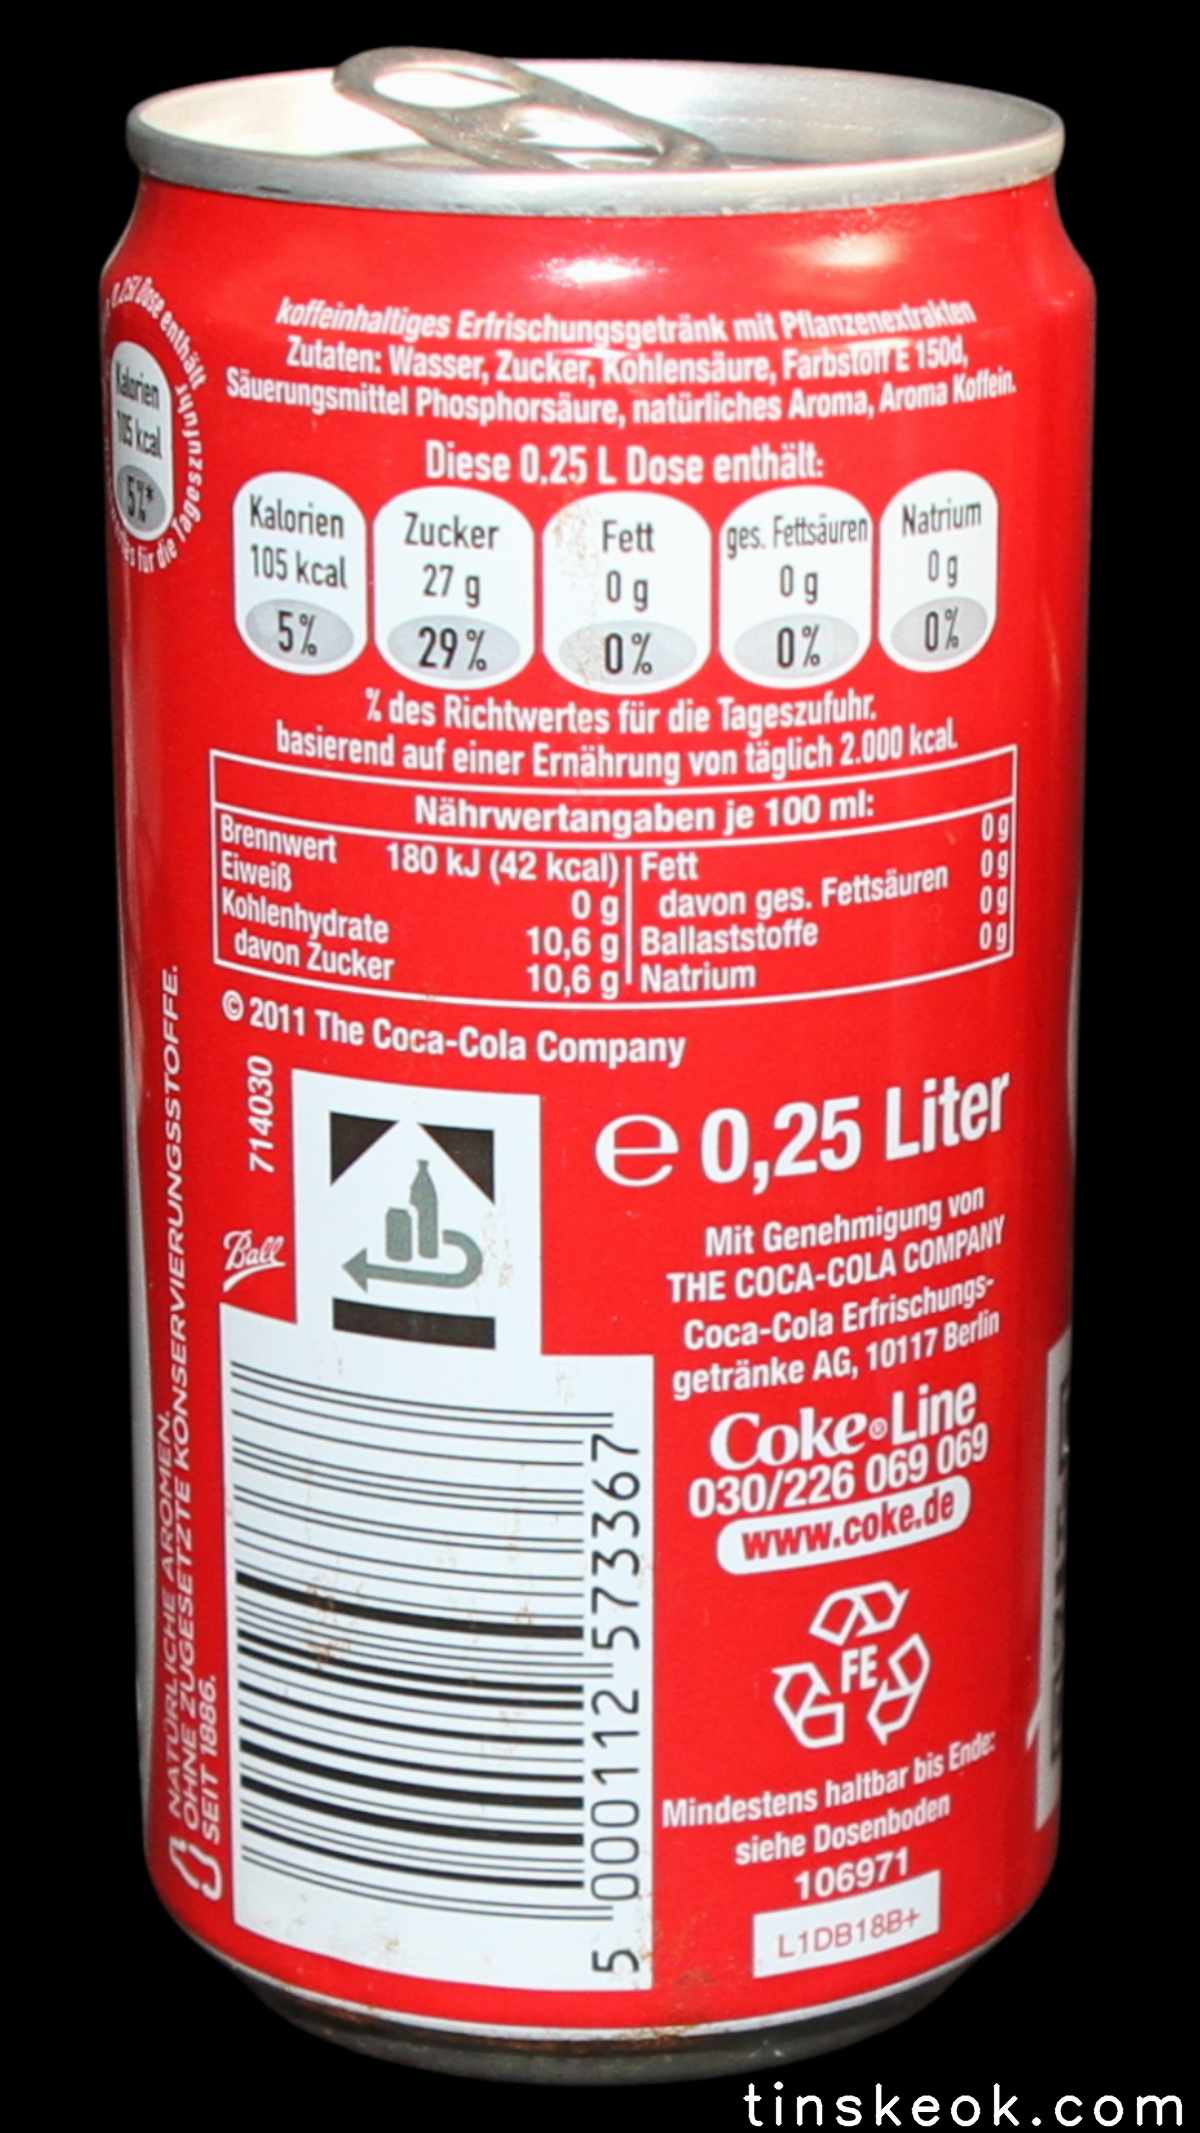 koffeinhaltiges Erfrischungsgetränk mit Pflanzenextrakten
Zutaten: Wasser, Zucker, Kohlensäure, Farbstoff E 150d,
Säuerungsmittel Phosphorsäure, natürliches Aroma, Aroma Koffein.
0,25l Dose enthält
Kalorien
105 kcal
5%*
für die Tageszufuhr
Diese 0,25 L Dose enthält:
Kalorien
105 kcal
5%
Zucker
27 g
29%
Fett
0 g
0%
ges. Fettsäuren
0 g
0%
Natrium
0 g
0%
% des Richtwertes für die Tageszufuhr.
basierend auf einer Ernährung von täglich 2.000 kcal.
Nährwertangaben je 100 ml:
Brennwert 180 kJ (42 kcal)
Eiweiß 0 g
Kohlenhydrate 10,6 g
davon Zucker 10,6 g
Fett 0 g
davon ges. Fettsäuren 0 g
Ballaststoffe 0 g
Natrium 0 g
© 2011 The Coca-Cola Company
714030
Ball
e 0,25 Liter
Mit Genehmigung von
THE COCA-COLA COMPANY
Coca-Cola Erfrischungs-
getränke AG, 10117 Berlin
Coke®Line
030/226 069 069
www.coke.de
FE
Mindestens haltbar bis Ende:
siehe Dosenboden
106971
L1DB18B+
5 000112 573367
NATÜRLICHE AROMEN.
OHNE ZUGESETZTE KONSERVIERUNGSSTOFFE.
SEIT 1886.
tinskeok.com